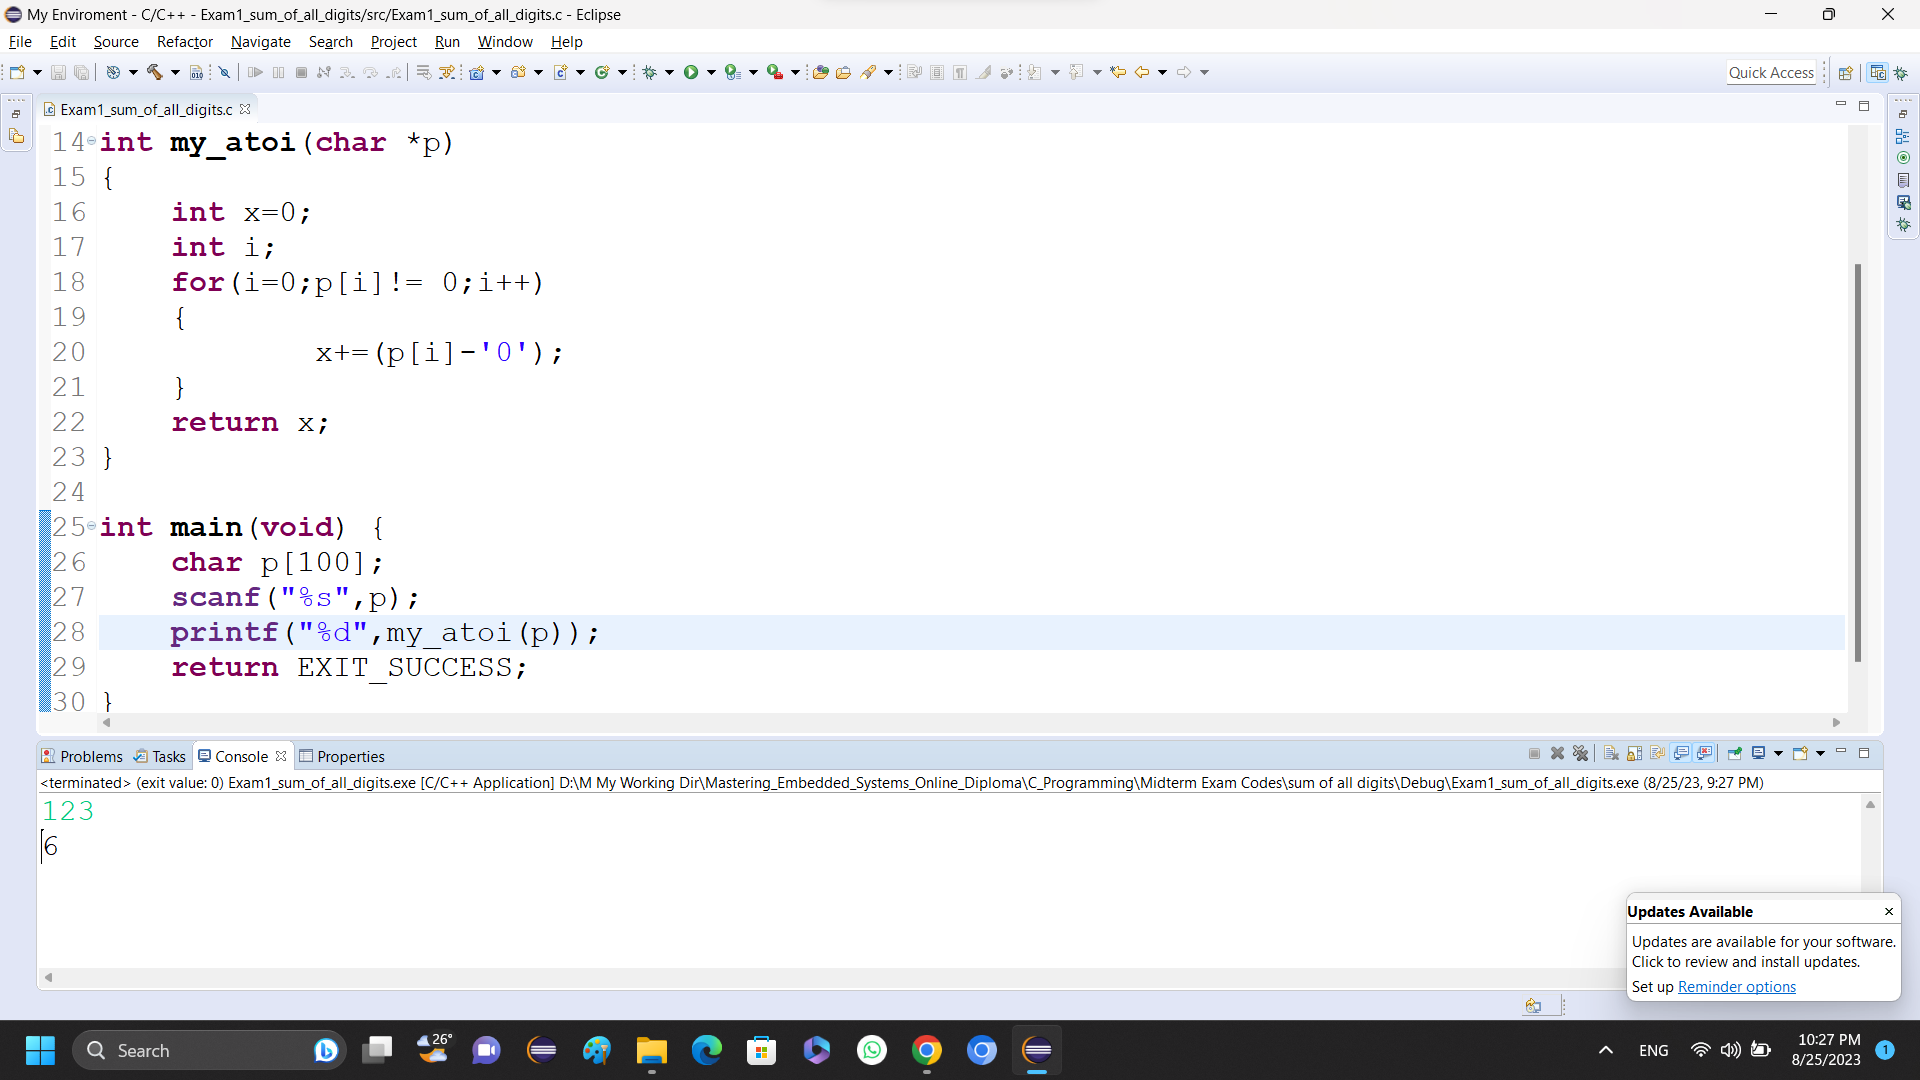 My Enviroment - C/C++ - Exam1_sum_of_all_digits/src/Exam1_sum_of_all_digits.c - Eclipse
File Edit Source Refactor Navigate Search Project Run Window Help
Quick Access
Exam1_sum_of_all_digits.c
14 int my_atoi(char *p)
15 {
16     int x=0;
17     int i;
18     for(i=0;p[i]!= 0;i++)
19     {
20             x+=(p[i]-'0');
21     }
22     return x;
23 }
24
25 int main(void) {
26     char p[100];
27     scanf("%s",p);
28     printf("%d",my_atoi(p));
29     return EXIT_SUCCESS;
30 }
Problems Tasks Console Properties
<terminated> (exit value: 0) Exam1_sum_of_all_digits.exe [C/C++ Application] D:\M My Working Dir\Mastering_Embedded_Systems_Online_Diploma\C_Programming\Midterm Exam Codes\sum of all digits\Debug\Exam1_sum_of_all_digits.exe (8/25/23, 9:27 PM)
123
6
Updates Available
Updates are available for your software.
Click to review and install updates.
Set up Reminder options
Search
26°
ENG
10:27 PM
8/25/2023
1